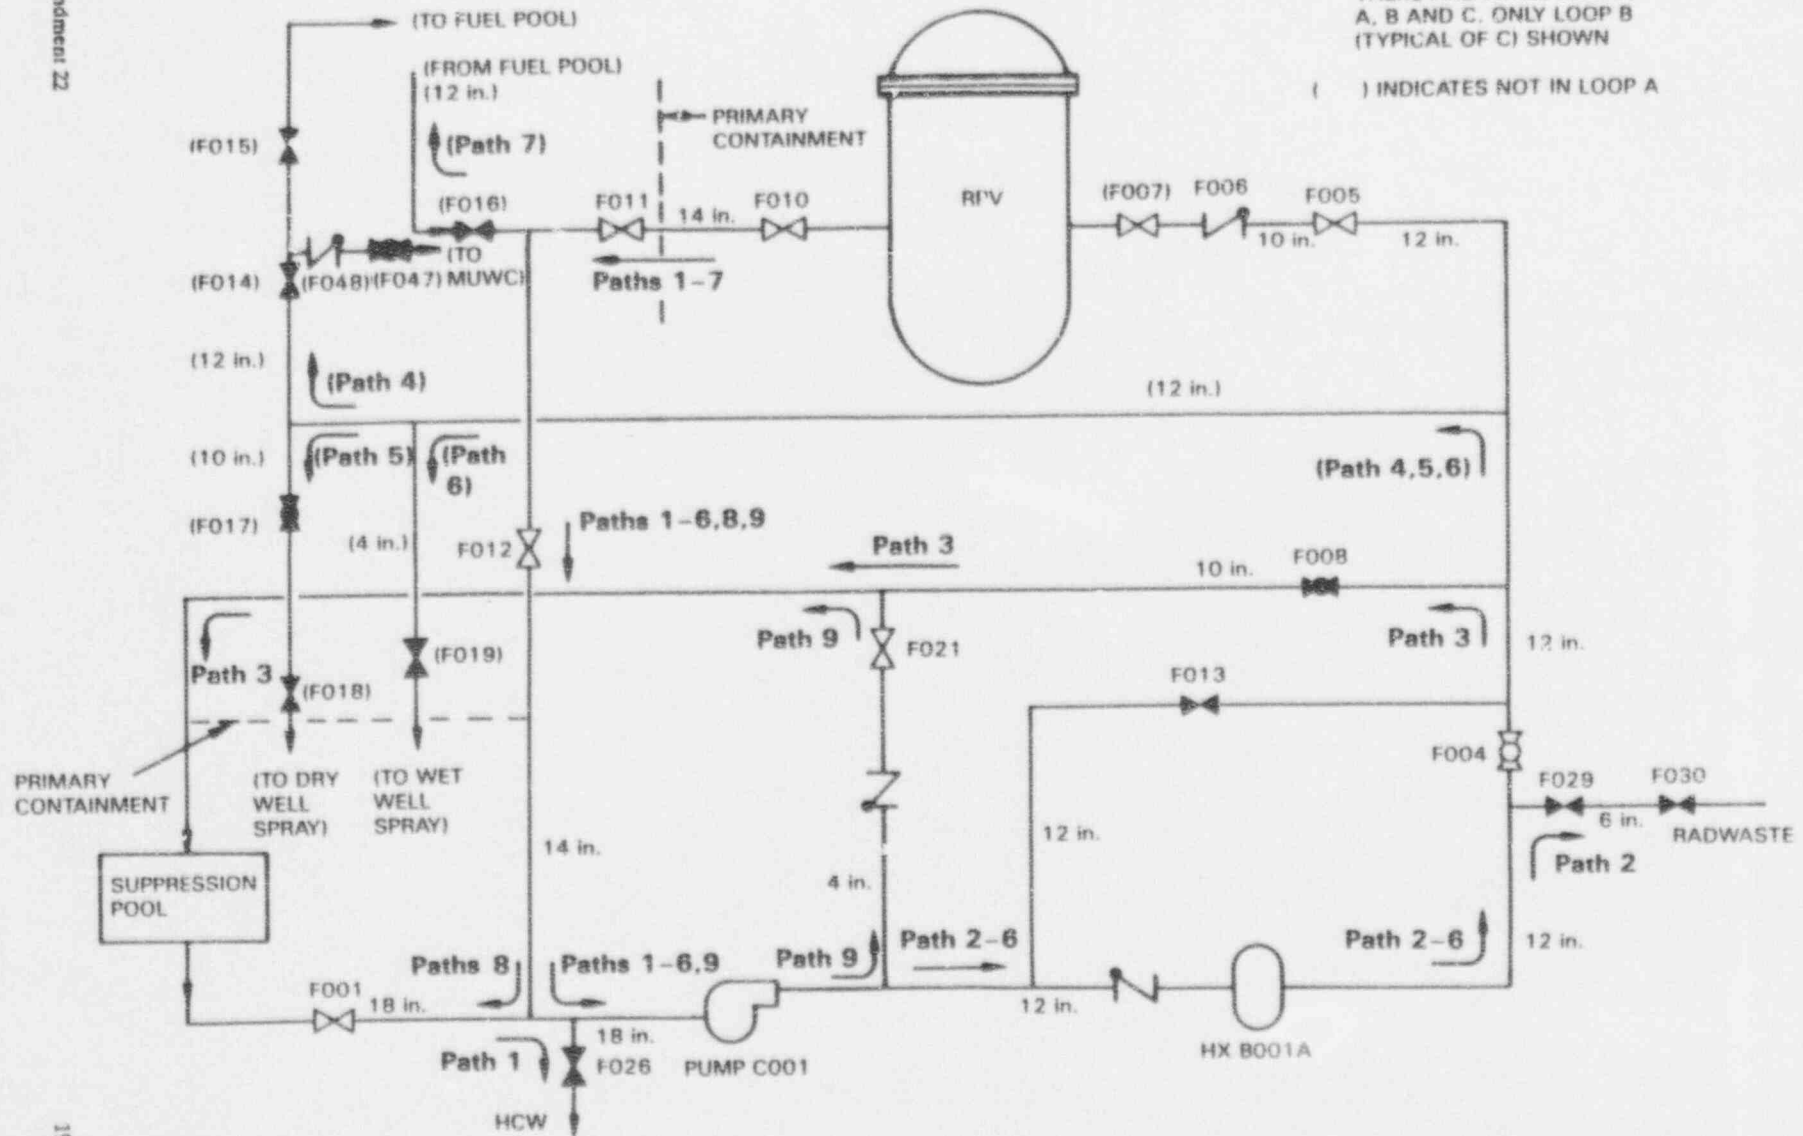 ndment 22
(TO FUEL POOL)
A, B AND C. ONLY LOOP B
(TYPICAL OF C) SHOWN
(FROM FUEL POOL)
(12 in.)
( ) INDICATES NOT IN LOOP A
PRIMARY
CONTAINMENT
(F015)
(Path 7)
(F016)
F011
14 in.
F010
RPV
(F007)
F006
F005
10 in.
12 in.
(TO
MUWC)
(F014)
(F048)
(F047)
Paths 1-7
(12 in.)
(Path 4)
(12 in.)
(10 in.)
(Path 5)
(Path
6)
(Path 4,5,6)
(F017)
(4 in.)
F012
Paths 1-6,8,9
Path 3
10 in.
F008
Path 3
Path 9
F021
Path 3
12 in.
(F018)
(F019)
F013
F004
PRIMARY
CONTAINMENT
(TO DRY
WELL
SPRAY)
(TO WET
WELL
SPRAY)
F029
F030
6 in.
RADWASTE
12 in.
14 in.
Path 2
SUPPRESSION
POOL
4 in.
Paths 8
Paths 1-6,9
Path 9
Path 2-6
Path 2-6
12 in.
F001
18 in.
12 in.
18 in.
Path 1
F026
PUMP C001
HX B001A
HCW